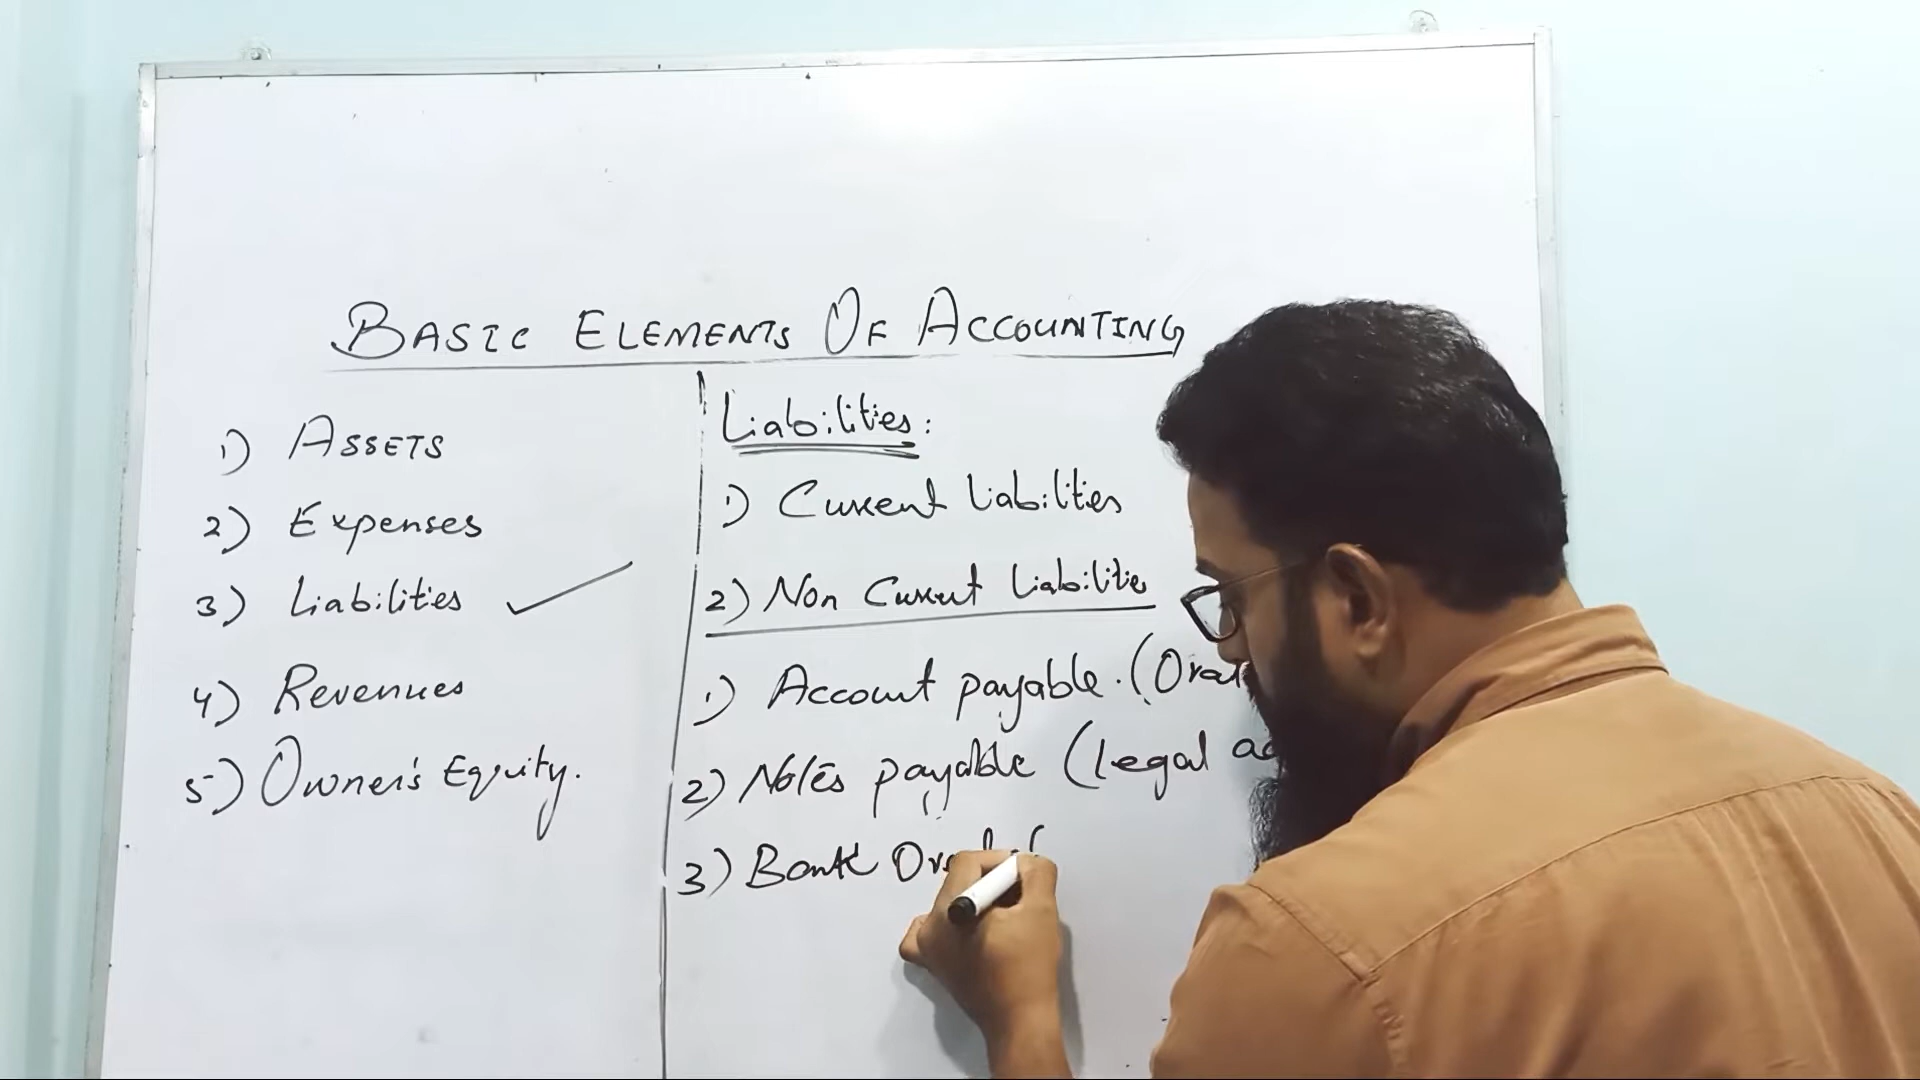 BASIC ELEMENTS OF ACCOUNTING
1) ASSETS
2) Expenses
3) Liabilities
4) Revenues
5) Owner's Equity.
Liabilities:
1) Current Liabilities
2) Non Current Liabilities
1) Account payable. (Oral
2) Notes payable (legal
3) Bank